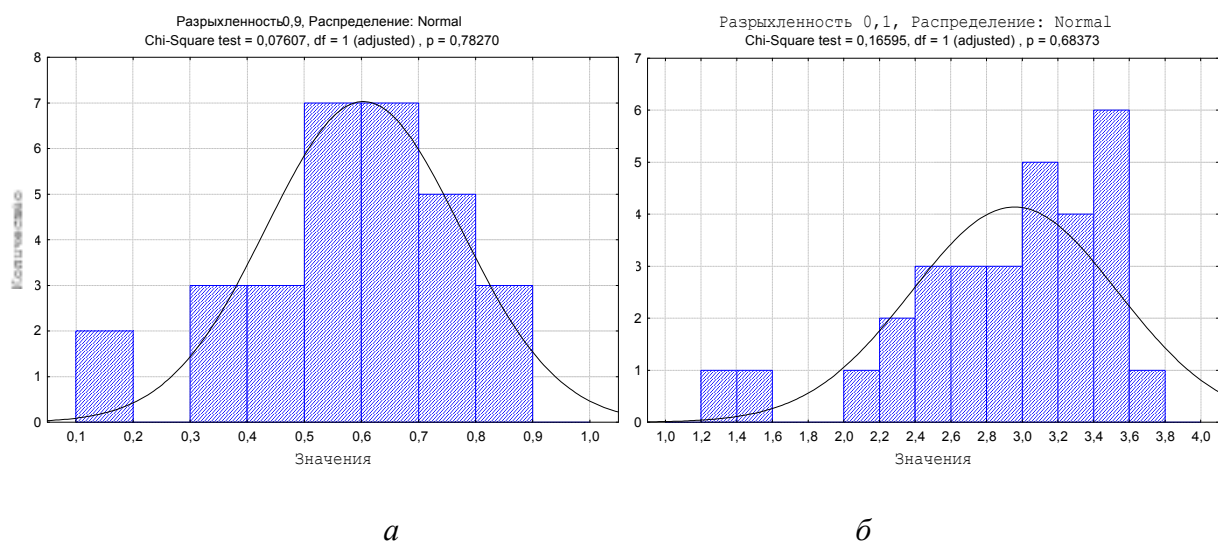 Разрыхленность0,9, Распределение: Normal
Chi-Square test = 0,07607, df = 1 (adjusted) , p = 0,78270
8
7
6
5
4
3
2
1
0
Количество
0,1 0,2 0,3 0,4 0,5 0,6 0,7 0,8 0,9 1,0
Значения
а
Разрыхленность 0,1, Распределение: Normal
Chi-Square test = 0,16595, df = 1 (adjusted) , p = 0,68373
7
6
5
4
3
2
1
0
1,0 1,2 1,4 1,6 1,8 2,0 2,2 2,4 2,6 2,8 3,0 3,2 3,4 3,6 3,8 4,0
Значения
б